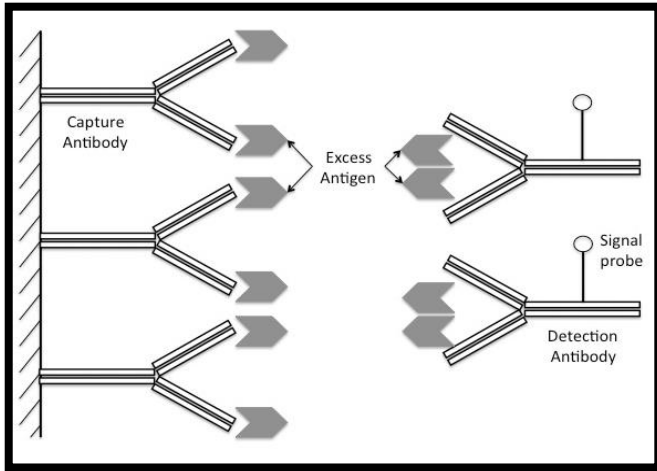 Capture
Antibody
Excess
Antigen
Signal
probe
Detection
Antibody